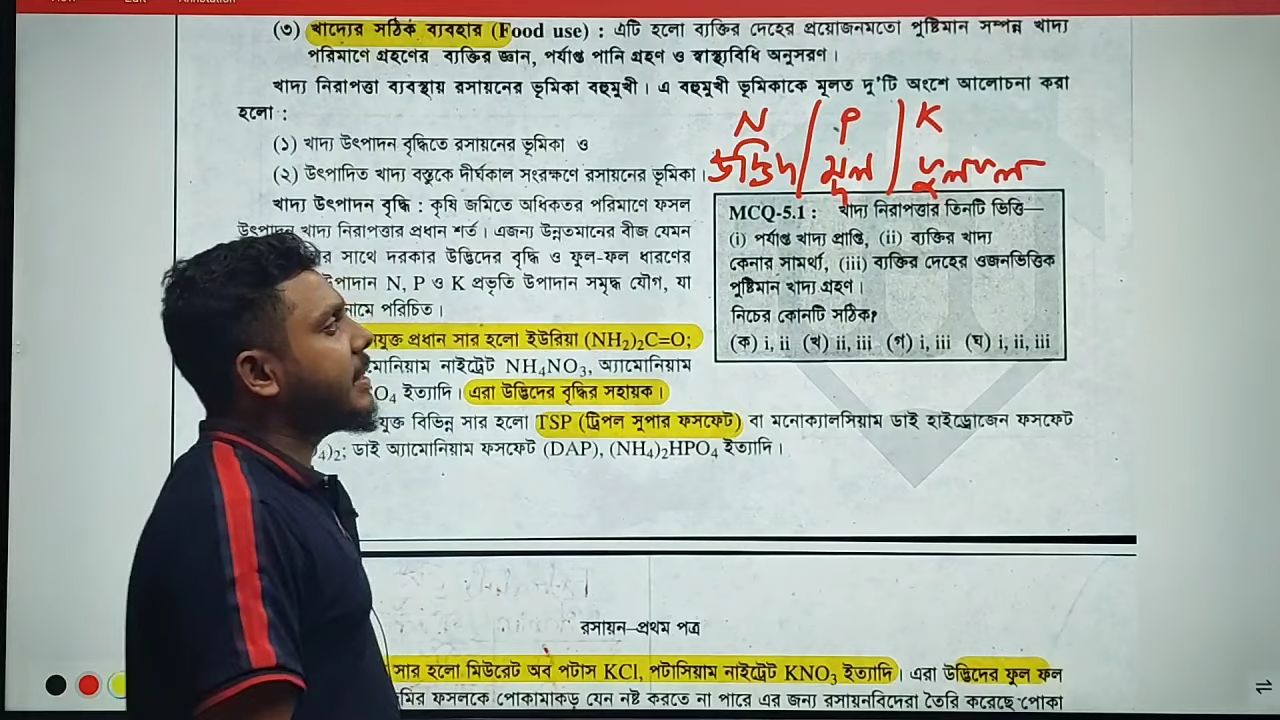 (৩) খাদ্যের সঠিক ব্যবহার (Food use) : এটি হলো ব্যক্তির দেহের প্রয়োজনমতো পুষ্টিমান সম্পন্ন খাদ্য
পরিমাণে গ্রহণের ব্যক্তির জ্ঞান, পর্যাপ্ত পানি গ্রহণ ও স্বাস্থ্যবিধি অনুসরণ।
খাদ্য নিরাপত্তা ব্যবস্থায় রসায়নের ভূমিকা বহুমুখী। এ বহুমুখী ভূমিকাকে মূলত দু'টি অংশে আলোচনা করা
হলো :
(১) খাদ্য উৎপাদন বৃদ্ধিতে রসায়নের ভূমিকা ও
(২) উৎপাদিত খাদ্য বস্তুকে দীর্ঘকাল সংরক্ষণে রসায়নের ভূমিকা।
N / P / K
উদ্ভিদ / মূল / ফুলফল
খাদ্য উৎপাদন বৃদ্ধি : কৃষি জমিতে অধিকতর পরিমাণে ফসল
উৎপাদন খাদ্য নিরাপত্তার প্রধান শর্ত। এজন্য উন্নতমানের বীজ যেমন
র সাথে দরকার উদ্ভিদের বৃদ্ধি ও ফুল-ফল ধারণের
উপাদান N, P ও K প্রভৃতি উপাদান সমৃদ্ধ যৌগ, যা
নামে পরিচিত।
যুক্ত প্রধান সার হলো ইউরিয়া (NH2)2C=O;
মোনিয়াম নাইট্রেট NH4NO3, অ্যামোনিয়াম
O4 ইত্যাদি। এরা উদ্ভিদের বৃদ্ধির সহায়ক।
যুক্ত বিভিন্ন সার হলো TSP (ট্রিপল সুপার ফসফেট) বা মনোক্যালসিয়াম ডাই হাইড্রোজেন ফসফেট
4)2; ডাই অ্যামোনিয়াম ফসফেট (DAP), (NH4)2HPO4 ইত্যাদি।
MCQ-5.1 : খাদ্য নিরাপত্তার তিনটি ভিত্তি—
(i) পর্যাপ্ত খাদ্য প্রাপ্তি, (ii) ব্যক্তির খাদ্য
কেনার সামর্থ্য, (iii) ব্যক্তির দেহের ওজনভিত্তিক
পুষ্টিমান খাদ্য গ্রহণ।
নিচের কোনটি সঠিক?
(ক) i, ii (খ) ii, iii (গ) i, iii (ঘ) i, ii, iii
রসায়ন–প্রথম পত্র
সার হলো মিউরেট অব পটাস KCl, পটাসিয়াম নাইট্রেট KNO3 ইত্যাদি। এরা উদ্ভিদের ফুল ফল
মির ফসলকে পোকামাকড় যেন নষ্ট করতে না পারে এর জন্য রসায়নবিদেরা তৈরি করেছে পোকা